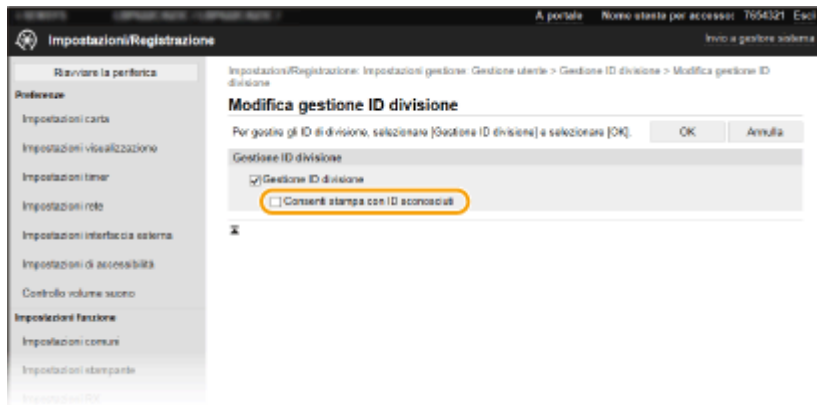 A portale Nome utente per accesso: 7654321 Esci
Impostazioni/Registrazione
Invio a gestore sistema
Riavviare la periferica
Preferenze
Impostazioni carta
Impostazioni visualizzazione
Impostazioni timer
Impostazioni rete
Impostazioni interfaccia esterna
Impostazioni di accessibilità
Controllo volume suono
Impostazioni funzione
Impostazioni comuni
Impostazioni stampante
Impostazioni/Registrazione: Impostazioni gestione: Gestione utente > Gestione ID divisione > Modifica gestione ID
divisione
Modifica gestione ID divisione
Per gestire gli ID di divisione, selezionare [Gestione ID divisione] e selezionare [OK].
OK
Annulla
Gestione ID divisione
Gestione ID divisione
Consenti stampa con ID sconosciuti